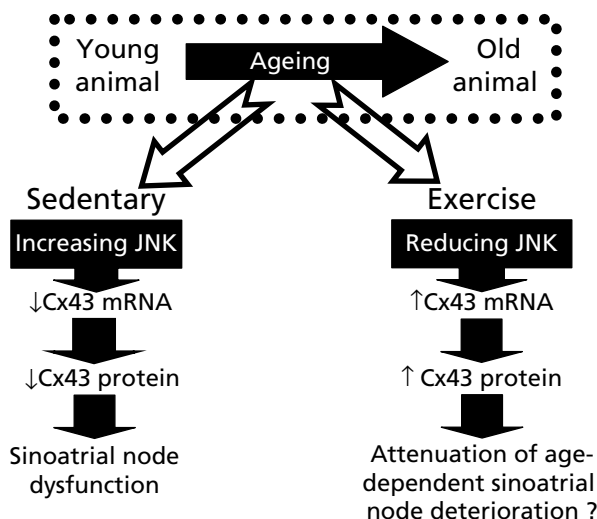 Young animal
Ageing
Old animal
Sedentary
Increasing JNK
↓Cx43 mRNA
↓Cx43 protein
Sinoatrial node
dysfunction
Exercise
Reducing JNK
↑Cx43 mRNA
↑ Cx43 protein
Attenuation of age-
dependent sinoatrial
node deterioration ?